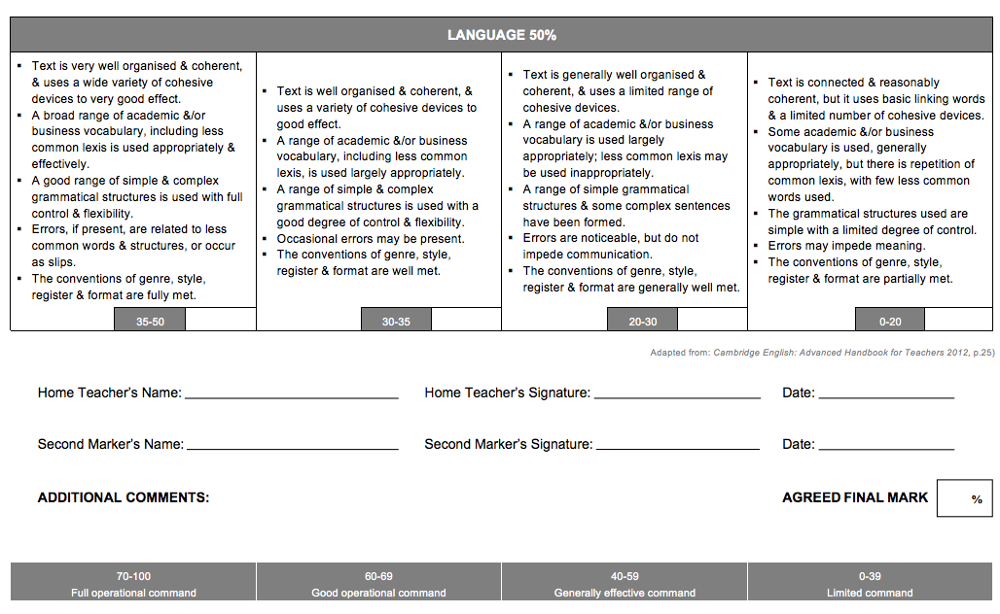 LANGUAGE 50%
▪ Text is very well organised & coherent,
& uses a wide variety of cohesive
devices to very good effect.
▪ A broad range of academic &/or
business vocabulary, including less
common lexis is used appropriately &
effectively.
▪ A good range of simple & complex
grammatical structures is used with full
control & flexibility.
▪ Errors, if present, are related to less
common words & structures, or occur
as slips.
▪ The conventions of genre, style,
register & format are fully met.
35-50
▪ Text is well organised & coherent, &
uses a variety of cohesive devices to
good effect.
▪ A range of academic &/or business
vocabulary, including less common
lexis, is used largely appropriately.
▪ A range of simple & complex
grammatical structures is used with a
good degree of control & flexibility.
▪ Occasional errors may be present.
▪ The conventions of genre, style,
register & format are well met.
30-35
▪ Text is generally well organised &
coherent, & uses a limited range of
cohesive devices.
▪ A range of academic &/or business
vocabulary is used largely
appropriately; less common lexis may
be used inappropriately.
▪ A range of simple grammatical
structures & some complex sentences
have been formed.
▪ Errors are noticeable, but do not
impede communication.
▪ The conventions of genre, style,
register & format are generally well met.
20-30
▪ Text is connected & reasonably
coherent, but it uses basic linking words
& a limited number of cohesive devices.
▪ Some academic &/or business
vocabulary is used, generally
appropriately, but there is repetition of
common lexis, with few less common
words used.
▪ The grammatical structures used are
simple with a limited degree of control.
▪ Errors may impede meaning.
▪ The conventions of genre, style,
register & format are partially met.
0-20
Adapted from: Cambridge English: Advanced Handbook for Teachers 2012, p.25)
Home Teacher's Name: Home Teacher's Signature: Date:
Second Marker's Name: Second Marker's Signature: Date:
ADDITIONAL COMMENTS: AGREED FINAL MARK %
70-100 60-69 40-59 0-39
Full operational command Good operational command Generally effective command Limited command